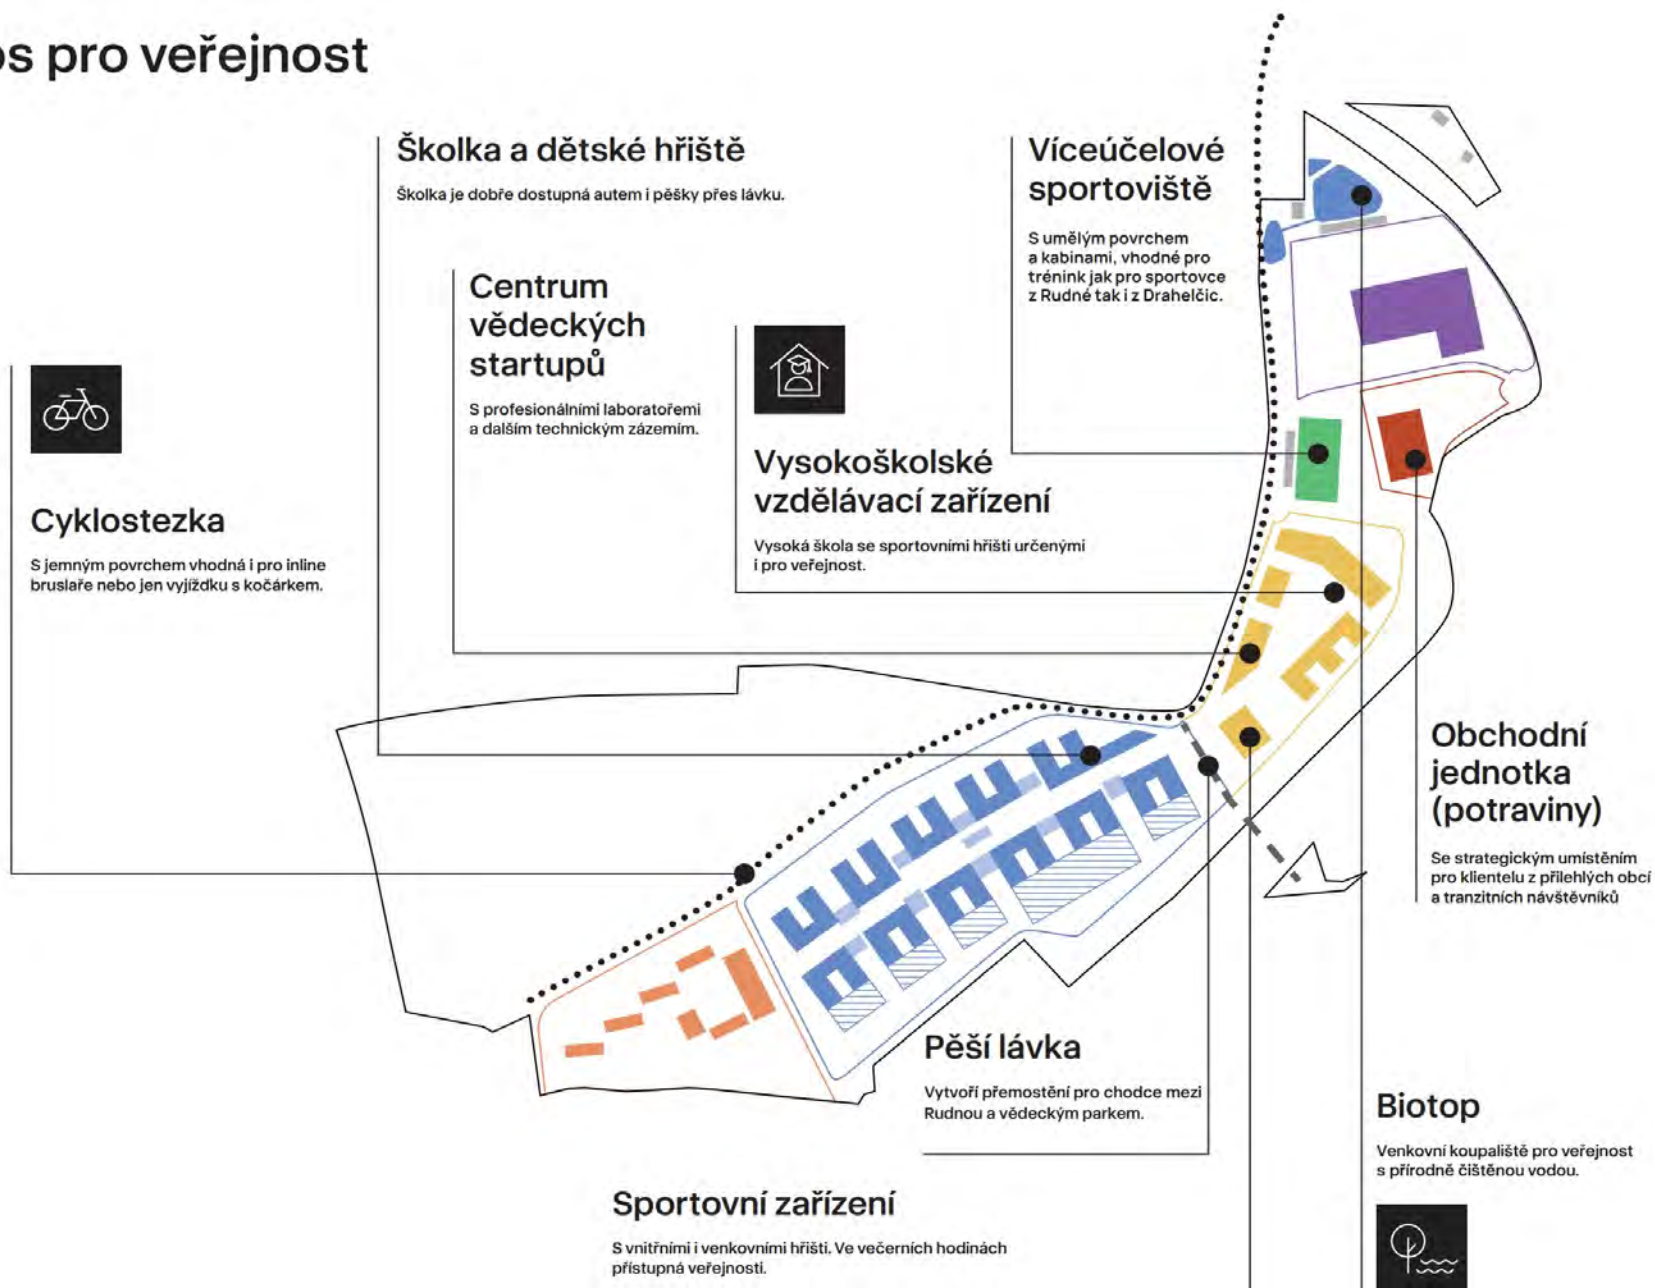 os pro veřejnost
Školka a dětské hřiště
Školka je dobře dostupná autem i pěšky přes lávku.
Víceúčelové
sportoviště
S umělým povrchem
a kabinami, vhodné pro
trénink jak pro sportovce
z Rudné tak i z Drahelčic.
Centrum
vědeckých
startupů
S profesionálními laboratořemi
a dalším technickým zázemím.
Vysokoškolské
vzdělávací zařízení
Vysoká škola se sportovními hřišti určenými
i pro veřejnost.
Cyklostezka
S jemným povrchem vhodná i pro inline
bruslaře nebo jen vyjížďku s kočárkem.
Obchodní
jednotka
(potraviny)
Se strategickým umístěním
pro klientelu z přilehlých obcí
a tranzitních návštěvníků
Pěší lávka
Vytvoří přemostění pro chodce mezi
Rudnou a vědeckým parkem.
Biotop
Venkovní koupaliště pro veřejnost
s přírodně čištěnou vodou.
Sportovní zařízení
S vnitřními i venkovními hřišti. Ve večerních hodinách
přístupná veřejnosti.